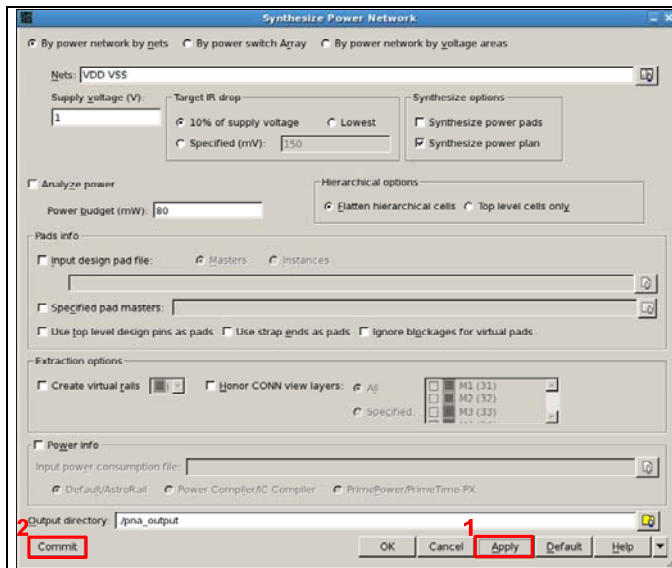 Synthesize Power Network
By power network by nets By power switch Array By power network by voltage areas
Nets: VDD VSS
Supply voltage (V): Target IR drop Synthesize options
1 10% of supply voltage Lowest Synthesize power pads
Specified (mV): 150 Synthesize power plan
Analyze power Hierarchical options
Power budget (mW): 80 Flatten hierarchical cells Top level cells only
Pads info
Input design pad file: Masters Instances
Specified pad masters:
Use top level design pins as pads Use strap ends as pads Ignore blockages for virtual pads
Extraction options
Create virtual rails Honor CONN view layers: All M1 (31)
M2 (32)
Specified: M3 (33)
Power info
Input power consumption file:
Default/AstroRail Power Compiler/IC Compiler PrimePower/PrimeTime-PX
Output directory: ./pna_output
2 1
Commit OK Cancel Apply Default Help